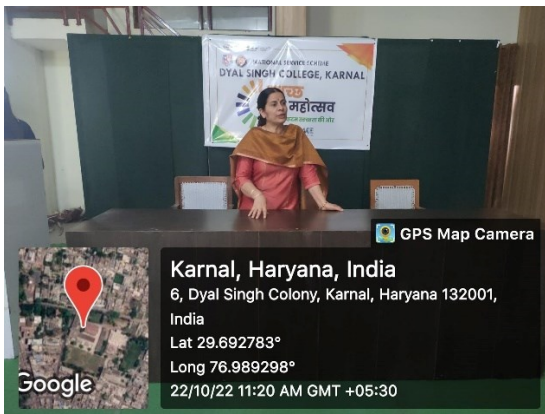 NATIONAL SERVICE SCHEME
DYAL SINGH COLLEGE, KARNAL
महोत्सव
GPS Map Camera
Karnal, Haryana, India
6, Dyal Singh Colony, Karnal, Haryana 132001,
India
Lat 29.692783°
Long 76.989298°
22/10/22 11:20 AM GMT +05:30
Google